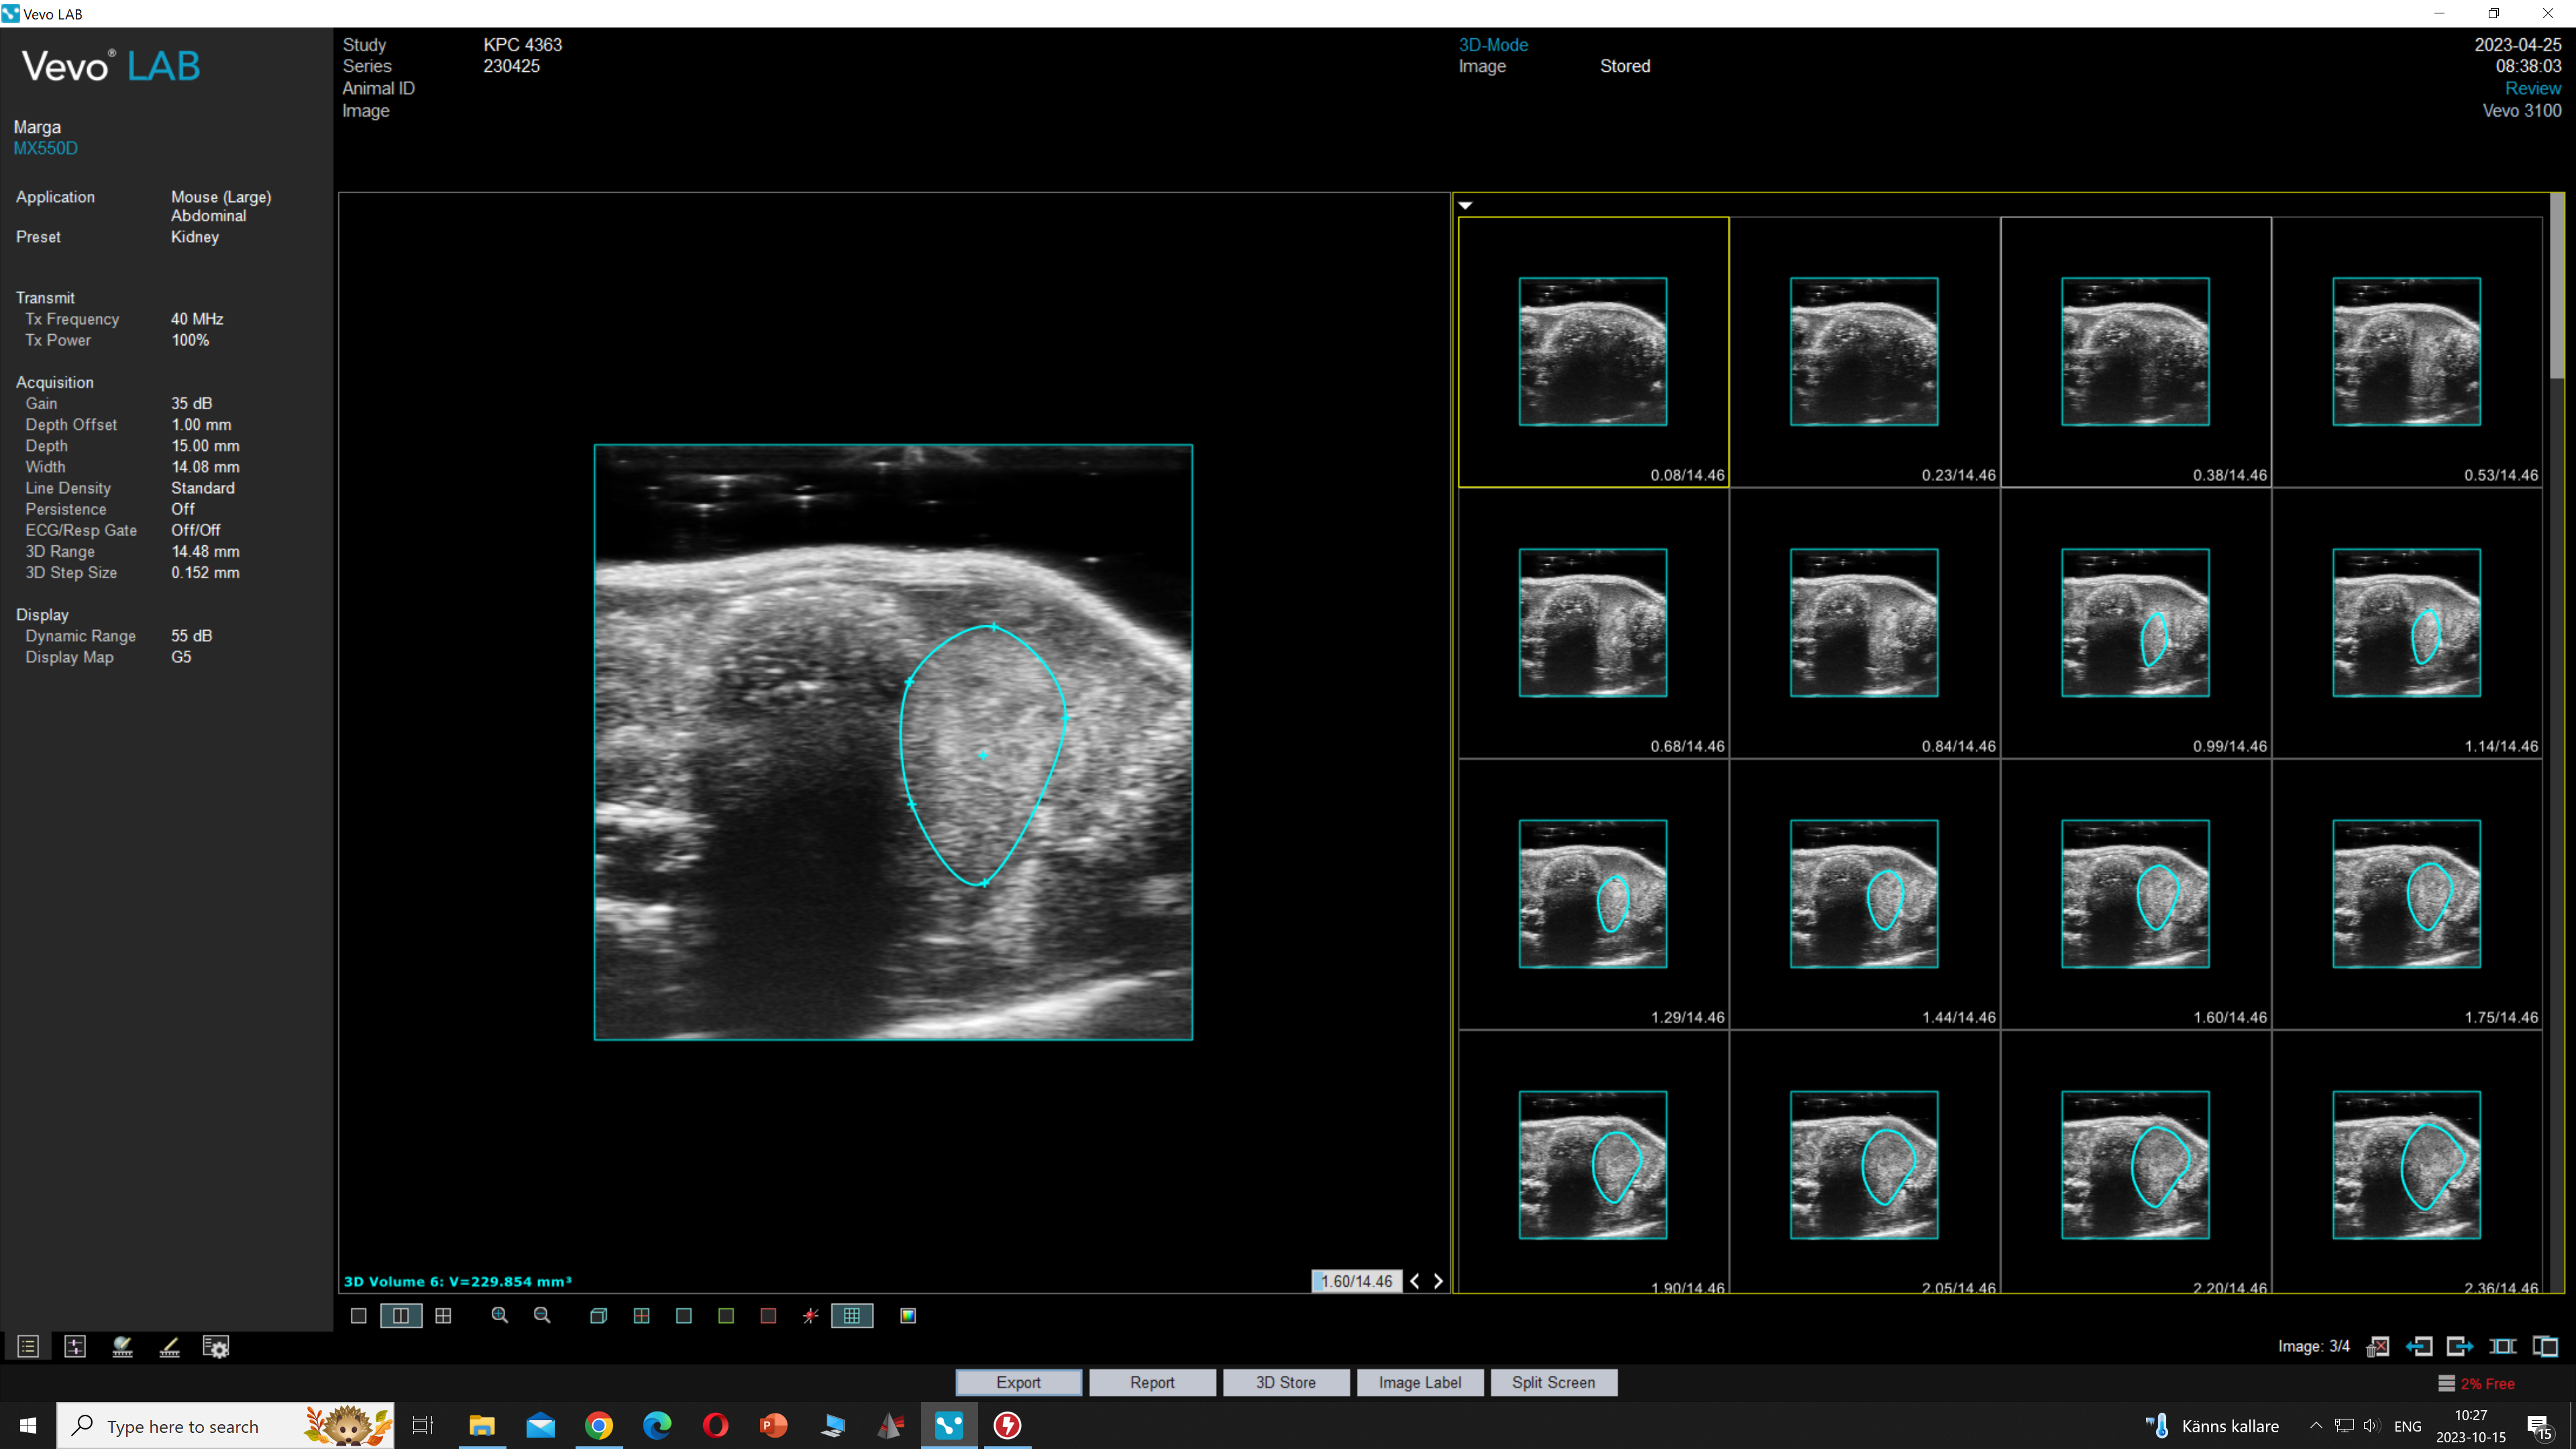 Vevo LAB
Vevo® LAB
Marga
MX550D
Application Mouse (Large)
Abdominal
Preset Kidney
Transmit
Tx Frequency 40 MHz
Tx Power 100%
Acquisition
Gain 35 dB
Depth Offset 1.00 mm
Depth 15.00 mm
Width 14.08 mm
Line Density Standard
Persistence Off
ECG/Resp Gate Off/Off
3D Range 14.48 mm
3D Step Size 0.152 mm
Display
Dynamic Range 55 dB
Display Map G5
Study KPC 4363
Series 230425
Animal ID
Image
3D-Mode
Image Stored
2023-04-25
08:38:03
Review
Vevo 3100
0.08/14.46 0.23/14.46 0.38/14.46 0.53/14.46
0.68/14.46 0.84/14.46 0.99/14.46 1.14/14.46
1.29/14.46 1.44/14.46 1.60/14.46 1.75/14.46
1.90/14.46 2.05/14.46 2.20/14.46 2.36/14.46
3D Volume 6: V=229.854 mm³
1.60/14.46
Image: 3/4
Export Report 3D Store Image Label Split Screen
2% Free
Type here to search
P
Känns kallare
ENG
10:27
2023-10-15
15